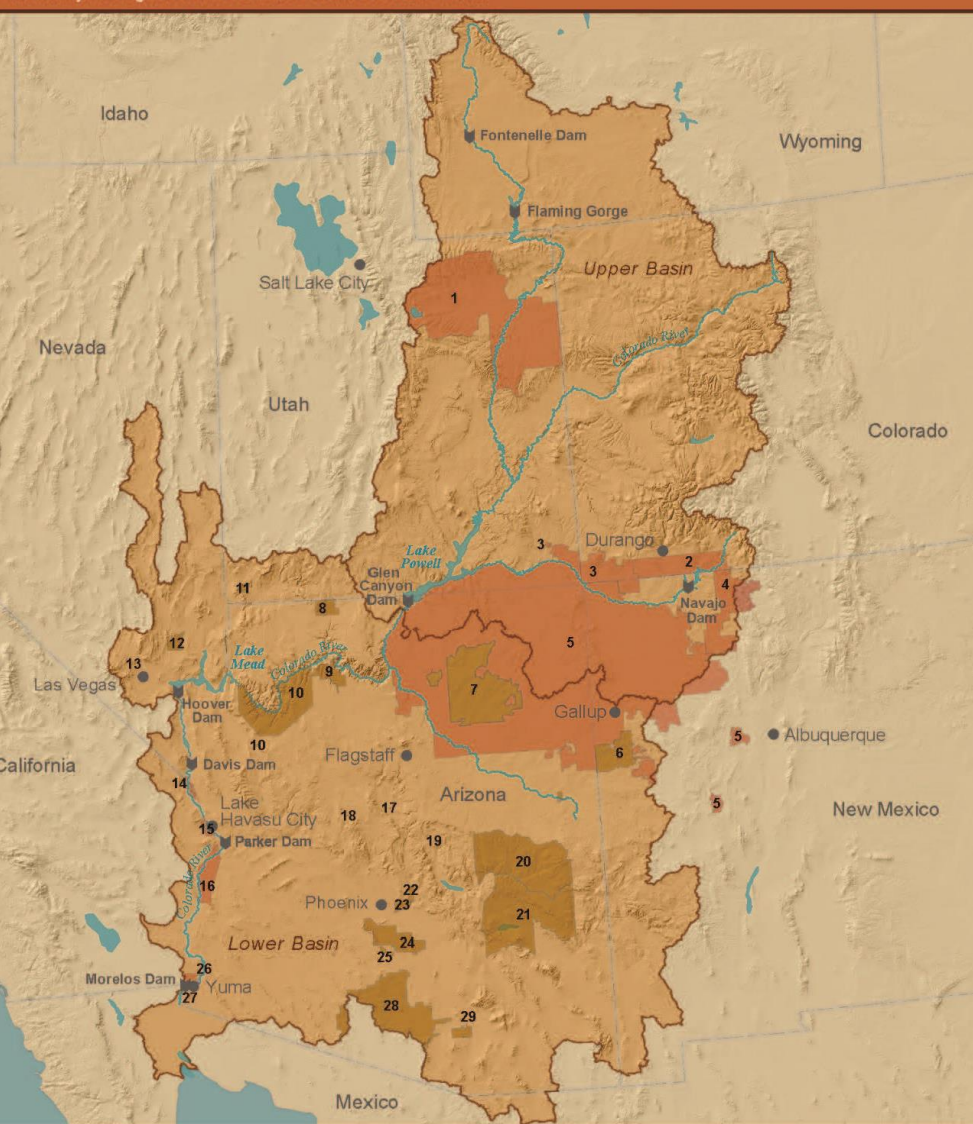 Idaho
Fontenelle Dam
Wyoming
Flaming Gorge
Upper Basin
Salt Lake City
1
Colorado River
Nevada
Utah
Colorado
Durango
3
Lake
Powell
2
3
4
Glen
Canyon
Dam
Navajo
Dam
11
8
5
12
Lake
Mead
Colorado River
13
9
10
7
Las Vegas
Hoover
Dam
Gallup
5
Albuquerque
10
6
Flagstaff
California
Davis Dam
14
Arizona
5
New Mexico
Lake
Havasu City
18
17
15
Parker Dam
19
20
Colorado River
16
22
Phoenix
23
21
Lower Basin
24
25
26
Morelos Dam
Yuma
27
28
29
Mexico